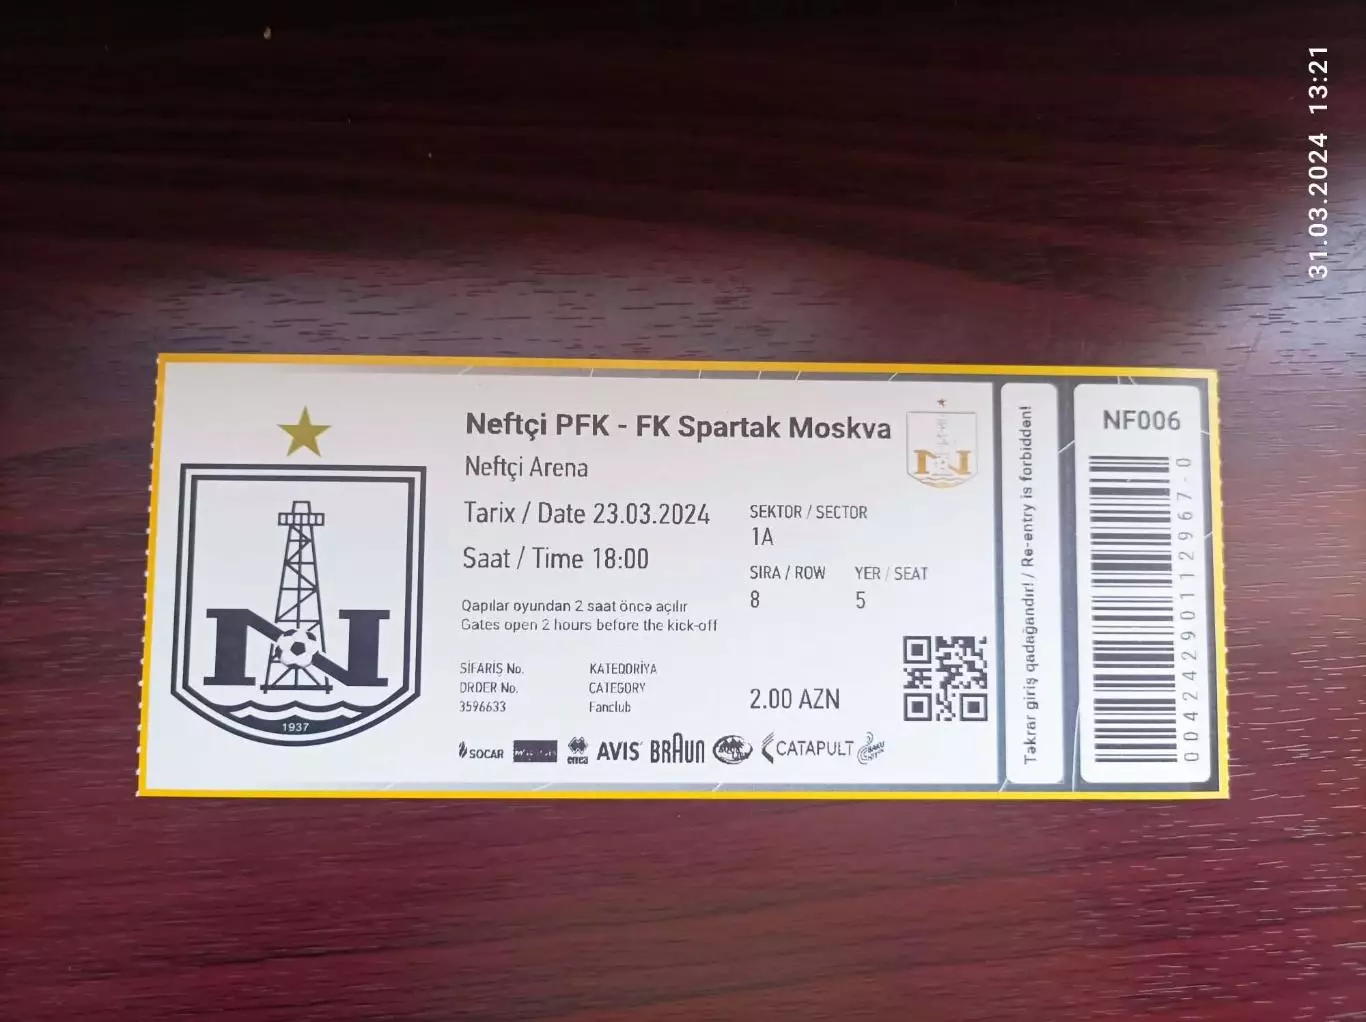 31.03.2024 13:21
Neftçi PFK - FK Spartak Moskva
Neftçi Arena
Tarix / Date 23.03.2024
Saat / Time 18:00
Qapılar oyundan 2 saat öncə açılır
Gates open 2 hours before the kick-off
SEKTOR / SECTOR
1A
SIRA / ROW YER / SEAT
8 5
SİFARİŞ No. KATEQORİYA
ORDER No. CATEGORY
3596633 Fanclub
2.00 AZN
SOCAR
errea
AVIS
BRAUN
CATAPULT
N
1937
N
Təkrar giriş qadağandır! / Re-entry is forbidden!
NF006
00424290112967-0